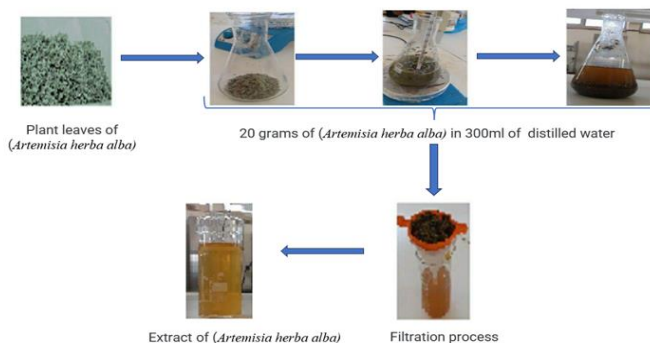 Plant leaves of
(Artemisia herba alba)
20 grams of (Artemisia herba alba) in 300ml of distilled water
Extract of (Artemisia herba alba)
Filtration process